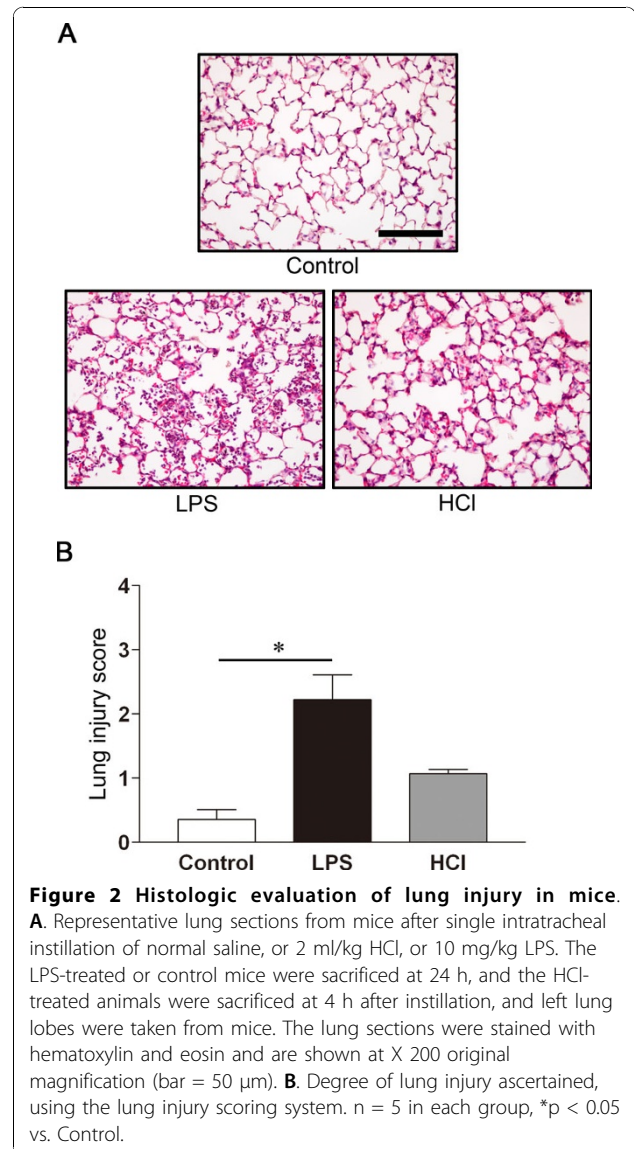 A
Control
LPS HCl
B
4
3
2
1
0
Lung injury score
*
Control LPS HCl
Figure 2 Histologic evaluation of lung injury in mice.
A. Representative lung sections from mice after single intratracheal
instillation of normal saline, or 2 ml/kg HCl, or 10 mg/kg LPS. The
LPS-treated or control mice were sacrificed at 24 h, and the HCl-
treated animals were sacrificed at 4 h after instillation, and left lung
lobes were taken from mice. The lung sections were stained with
hematoxylin and eosin and are shown at X 200 original
magnification (bar = 50 μm). B. Degree of lung injury ascertained,
using the lung injury scoring system. n = 5 in each group, *p < 0.05
vs. Control.